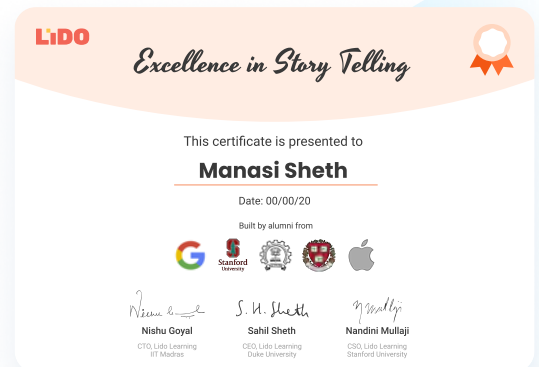 LiDO
Excellence in Story Telling
This certificate is presented to
Manasi Sheth
Date: 00/00/20
Built by alumni from
Stanford
University
S. H. Sheth
Nishu Goyal
Sahil Sheth
Nandini Mullaji
CTO, Lido Learning
IIT Madras
CEO, Lido Learning
Duke University
CSO, Lido Learning
Stanford University